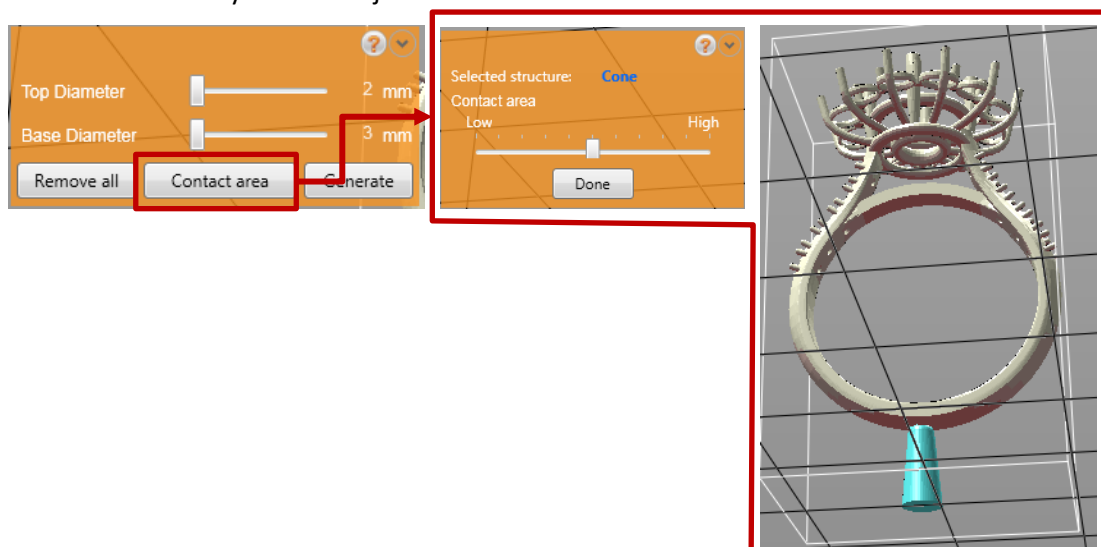 ?
Top Diameter 2 mm
Base Diameter 3 mm
Remove all Contact area Generate
?
Selected structure: Cone
Contact area
Low High
Done